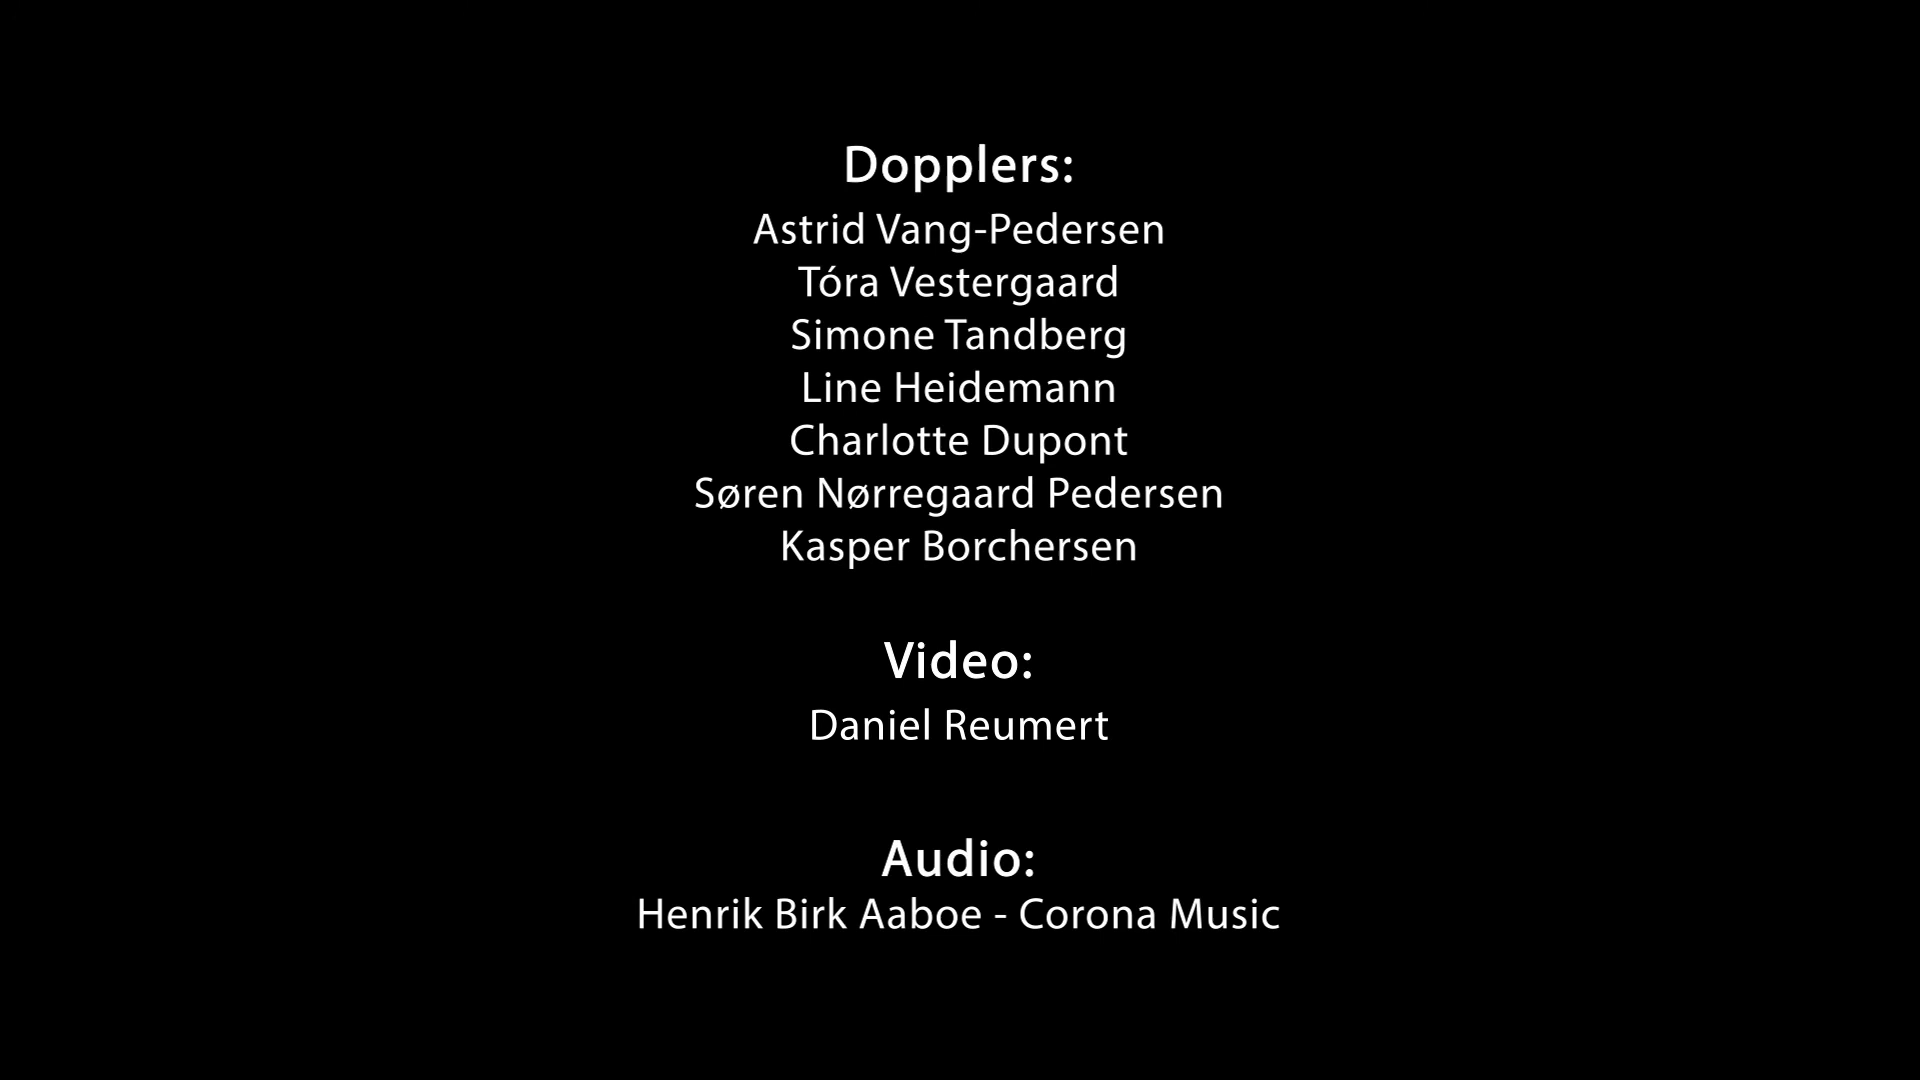 Dopplers:
Astrid Vang-Pedersen
Tóra Vestergaard
Simone Tandberg
Line Heidemann
Charlotte Dupont
Søren Nørregaard Pedersen
Kasper Borchersen
Video:
Daniel Reumert
Audio:
Henrik Birk Aaboe - Corona Music